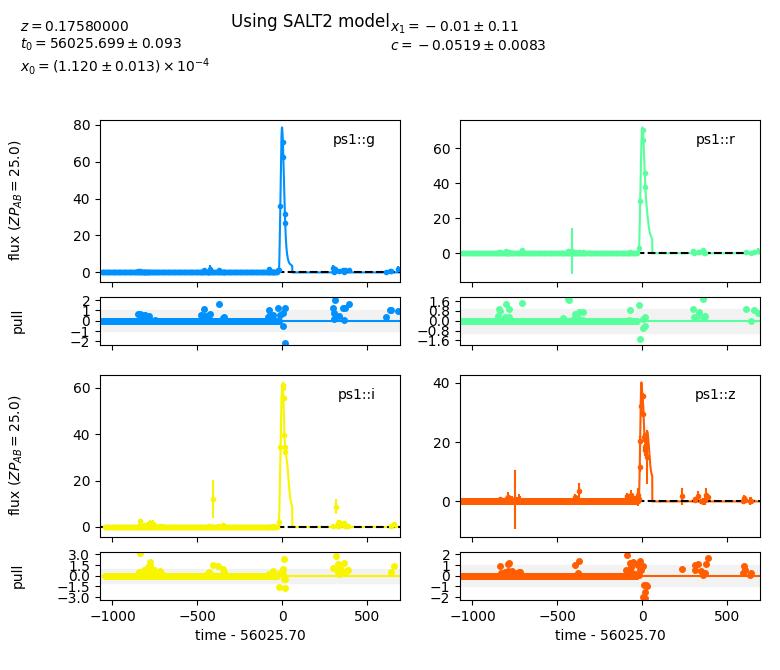 Using SALT2 model
z = 0.17580000
t₀ = 56025.699 ± 0.093
x₀ = (1.120 ± 0.013) × 10⁻⁴
x₁ = −0.01 ± 0.11
c = −0.0519 ± 0.0083
flux (ZP_AB = 25.0)
80
60
40
20
0
ps1::g
60
40
20
0
ps1::r
pull
2
1
0
−1
−2
1.6
0.8
0.0
−0.8
−1.6
flux (ZP_AB = 25.0)
60
40
20
0
ps1::i
40
20
0
ps1::z
pull
3.0
1.5
0.0
−1.5
−3.0
2
1
0
−1
−2
−1000 −500 0 500
−1000 −500 0 500
time - 56025.70
time - 56025.70